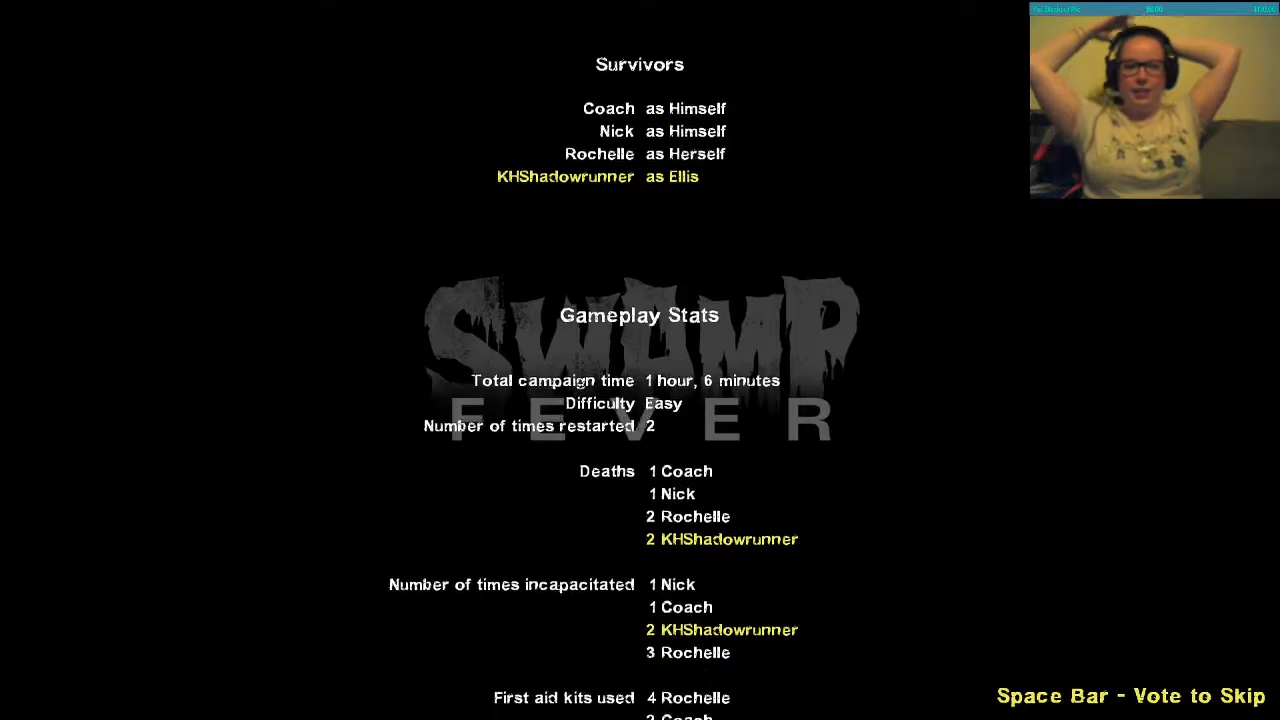 $0.00
Survivors
Coach as Himself
Nick as Himself
Rochelle as Herself
KHShadowrunner as Ellis
SWAMP
FEVER
Gameplay Stats
Total campaign time 1 hour, 6 minutes
Difficulty Easy
Number of times restarted 2
Deaths 1 Coach
1 Nick
2 Rochelle
2 KHShadowrunner
Number of times incapacitated 1 Nick
1 Coach
2 KHShadowrunner
3 Rochelle
First aid kits used 4 Rochelle
Coach
Space Bar - Vote to Skip